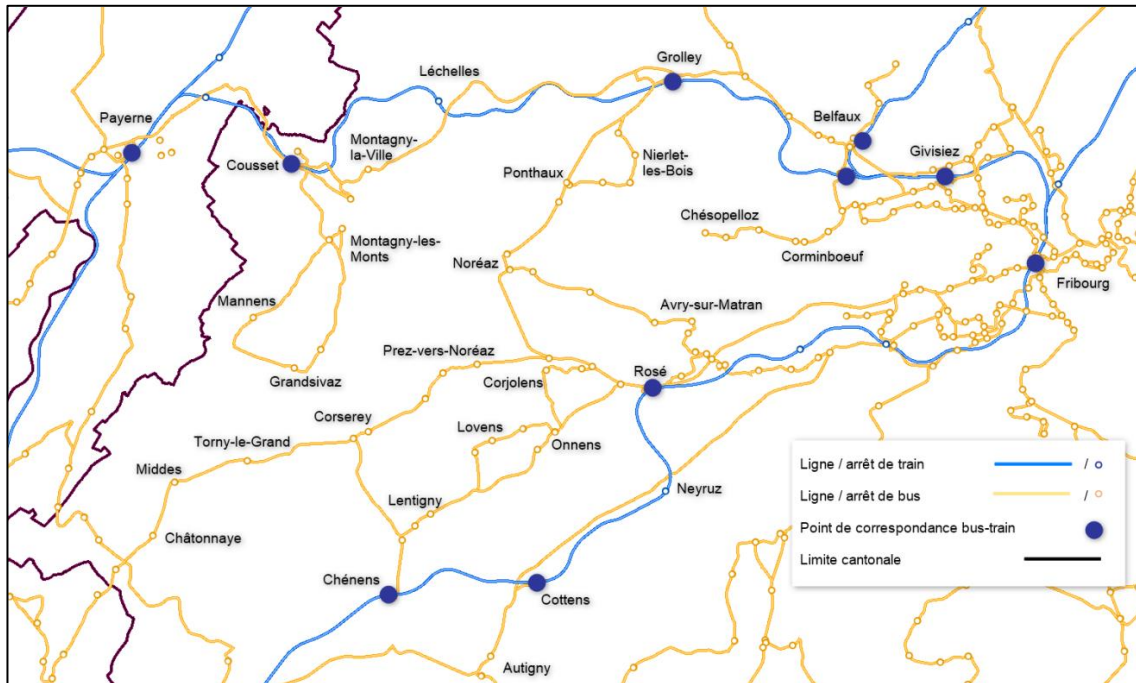 Grolley
Léchelles
Belfaux
Payerne
Montagny-
la-Ville
Givisiez
Cousset
Nierlet-
les-Bois
Ponthaux
Chésopelloz
Montagny-les-
Monts
Noréaz
Corminboeuf
Fribourg
Mannens
Avry-sur-Matran
Prez-vers-Noréaz
Rosé
Grandsivaz
Corjolens
Corserey
Lovens
Torny-le-Grand
Onnens
Middes
Ligne / arrêt de train / o
Neyruz
Lentigny
Ligne / arrêt de bus / o
Point de correspondance bus-train
Châtonnaye
Limite cantonale
Chénens
Cottens
Autigny